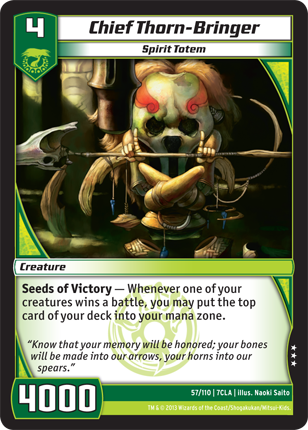 4
Chief Thorn-Bringer
Spirit Totem
Creature
Seeds of Victory — Whenever one of your
creatures wins a battle, you may put the top
card of your deck into your mana zone.
“Know that your memory will be honored; your bones
will be made into our arrows, your horns into our
spears.”
4000
57/110 | 7CLA | illus. Naoki Saito
TM & © 2013 Wizards of the Coast/Shogakukan/Mitsui-Kids